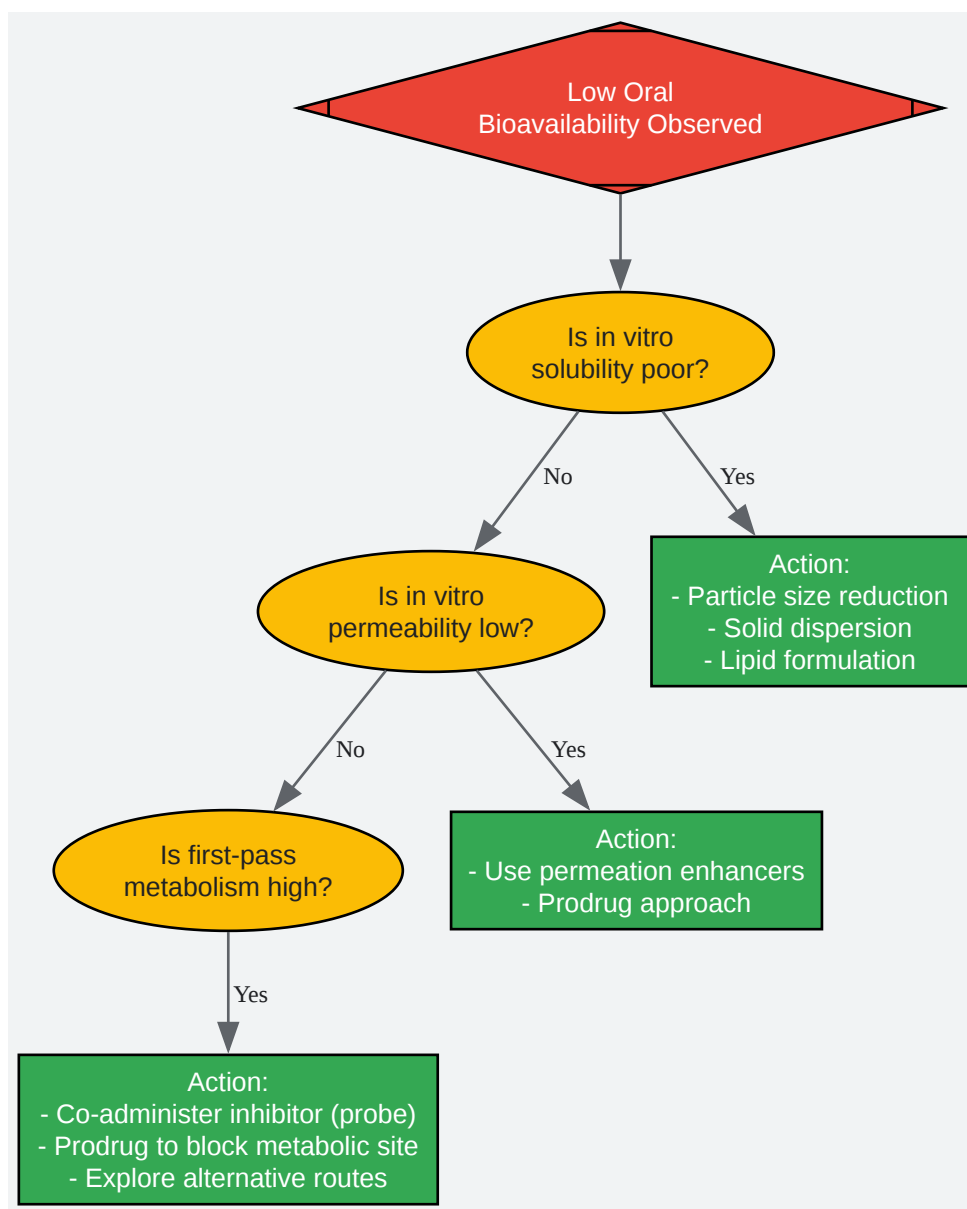 Low Oral
Bioavailability Observed
Is in vitro
solubility poor?
No
Yes
Is in vitro
permeability low?
Action:
- Particle size reduction
- Solid dispersion
- Lipid formulation
No
Yes
Is first-pass
metabolism high?
Action:
- Use permeation enhancers
- Prodrug approach
Yes
Action:
- Co-administer inhibitor (probe)
- Prodrug to block metabolic site
- Explore alternative routes